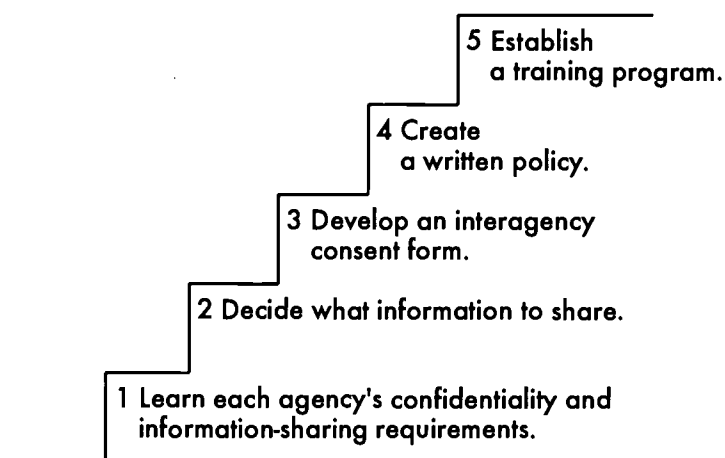 5 Establish
a training program.
4 Create
a written policy.
3 Develop an interagency
consent form.
2 Decide what information to share.
1 Learn each agency's confidentiality and
information-sharing requirements.